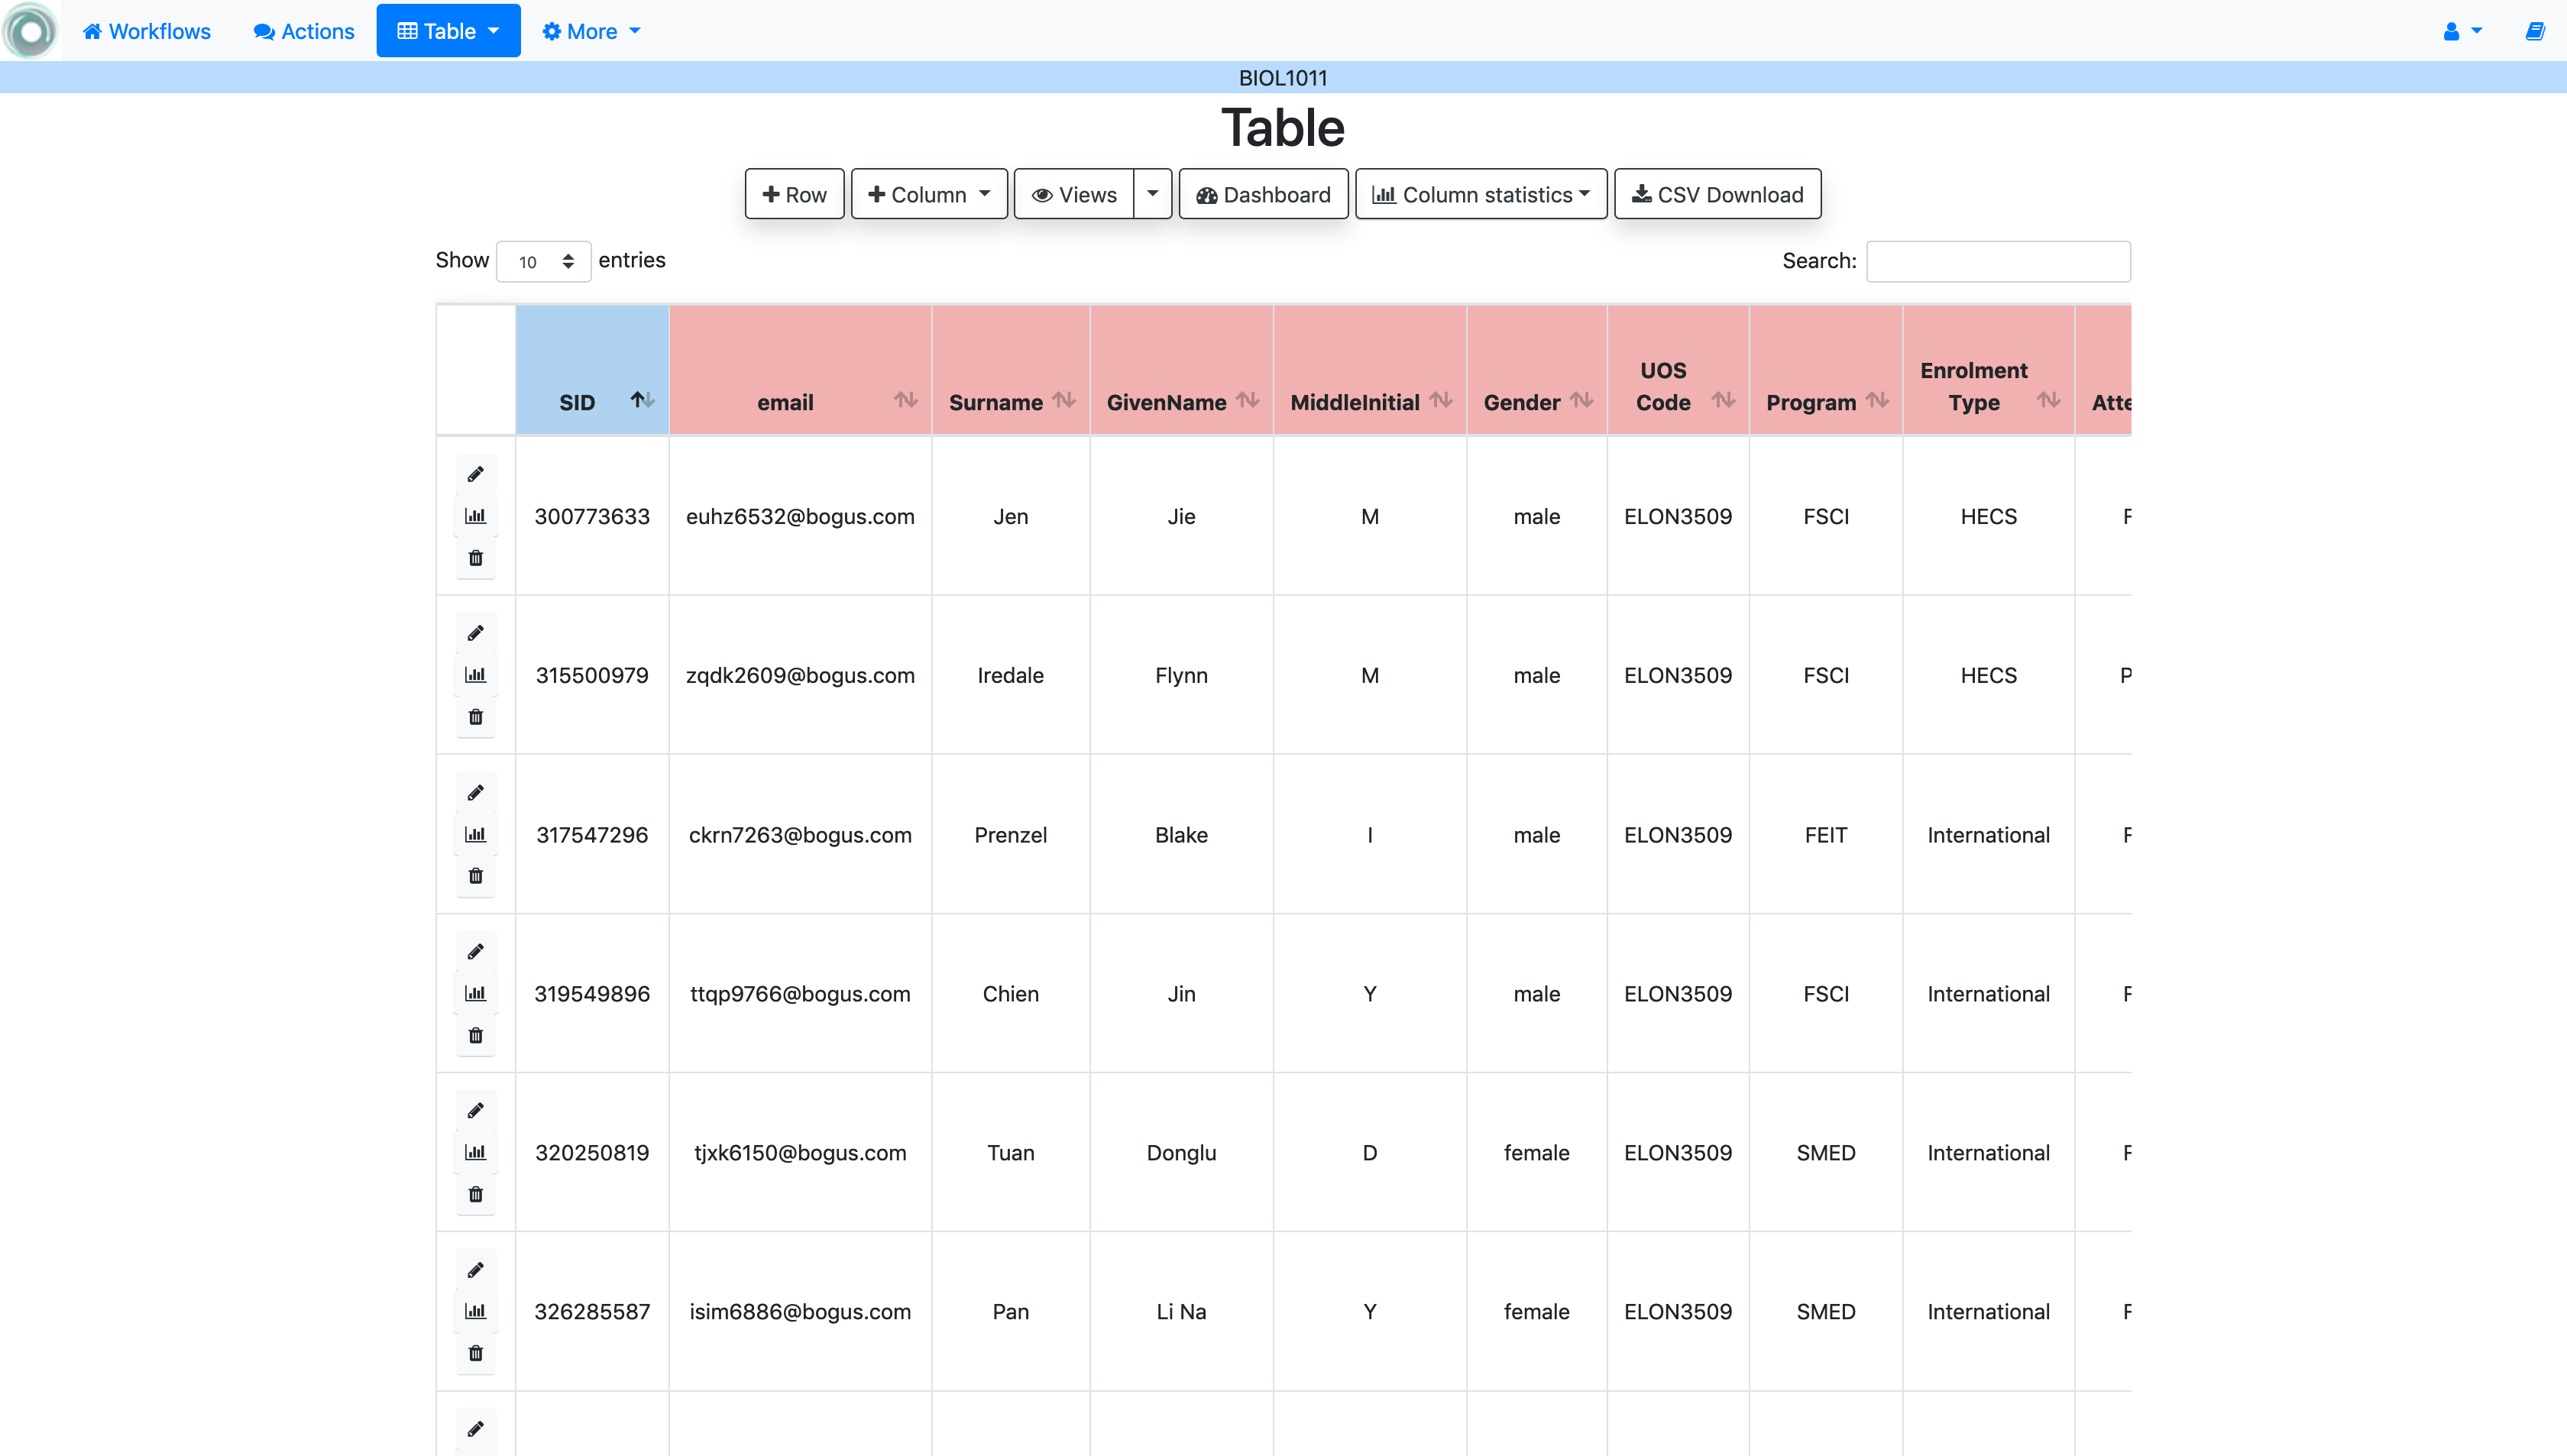 Workflows Actions Table More
BIOL1011
Table
Row Column Views Dashboard Column statistics CSV Download
Show 10 entries Search:
SID email Surname GivenName MiddleInitial Gender UOS Code Program Enrolment Type Atte
300773633 euhz6532@bogus.com Jen Jie M male ELON3509 FSCI HECS F
315500979 zqdk2609@bogus.com Iredale Flynn M male ELON3509 FSCI HECS P
317547296 ckrn7263@bogus.com Prenzel Blake I male ELON3509 FEIT International F
319549896 ttqp9766@bogus.com Chien Jin Y male ELON3509 FSCI International F
320250819 tjxk6150@bogus.com Tuan Donglu D female ELON3509 SMED International F
326285587 isim6886@bogus.com Pan Li Na Y female ELON3509 SMED International F